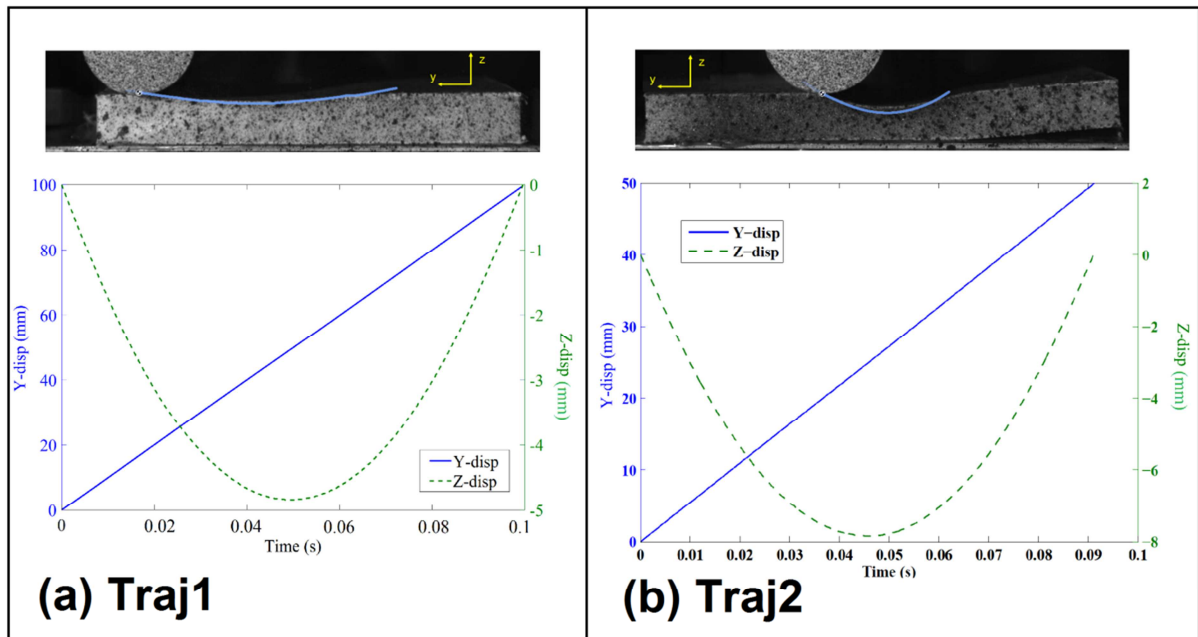 z
y
100
80
60
40
20
0
Y-disp (mm)
0
-1
-2
-3
-4
-5
Z-disp (mm)
Y-disp
Z-disp
0
0.02
0.04
0.06
0.08
0.1
Time (s)
(a) Traj1
z
y
50
40
30
20
10
0
Y-disp (mm)
2
0
−2
−4
−6
−8
Z-disp (mm)
Y−disp
Z−disp
0
0.01
0.02
0.03
0.04
0.05
0.06
0.07
0.08
0.09
0.1
Time (s)
(b) Traj2